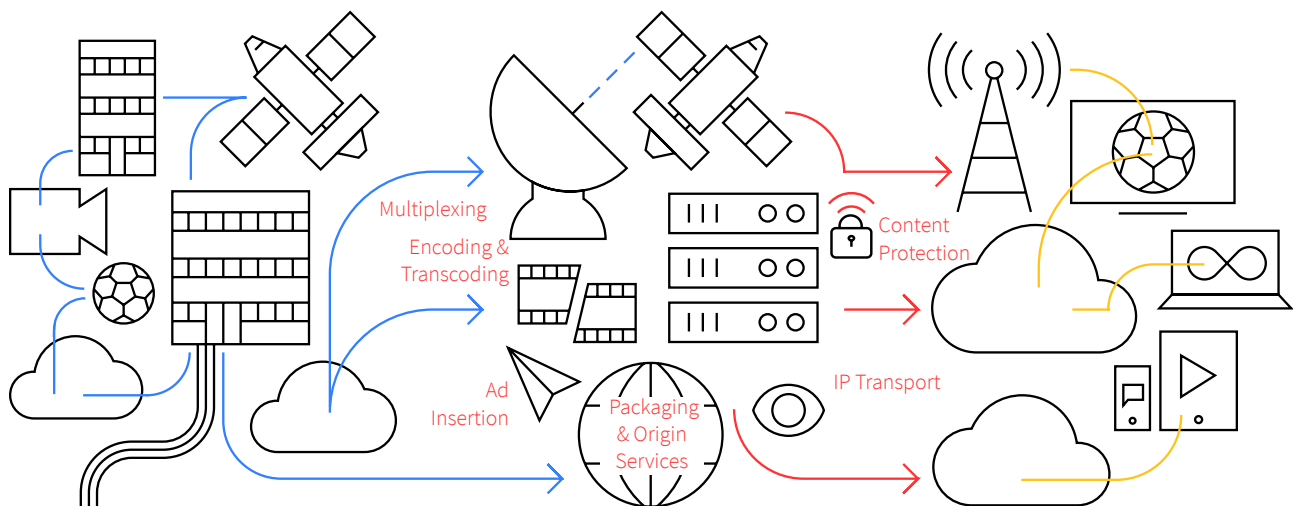 Multiplexing
Encoding &
Transcoding
Content
Protection
Ad
Insertion
IP Transport
Packaging
& Origin
Services